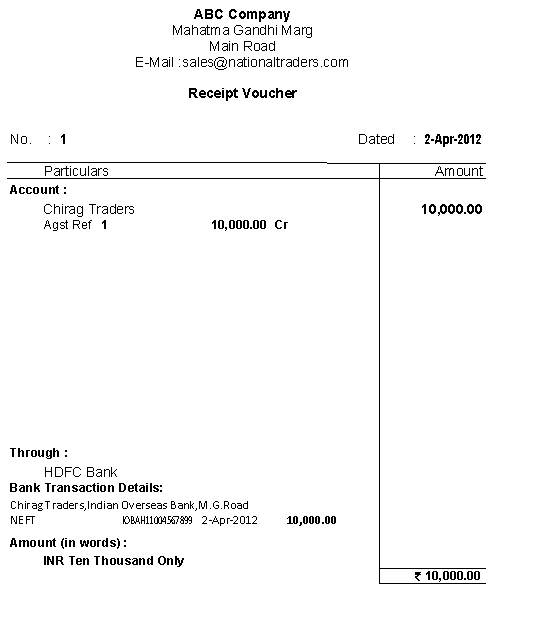 ABC Company
Mahatma Gandhi Marg
Main Road
E-Mail :sales@nationaltraders.com
Receipt Voucher
No. : 1 Dated : 2-Apr-2012
Particulars Amount
Account :
Chirag Traders 10,000.00
Agst Ref 1 10,000.00 Cr
Through :
HDFC Bank
Bank Transaction Details:
Chirag Traders,Indian Overseas Bank,M.G.Road
NEFT IOBAH11004567899 2-Apr-2012 10,000.00
Amount (in words) :
INR Ten Thousand Only
₹ 10,000.00